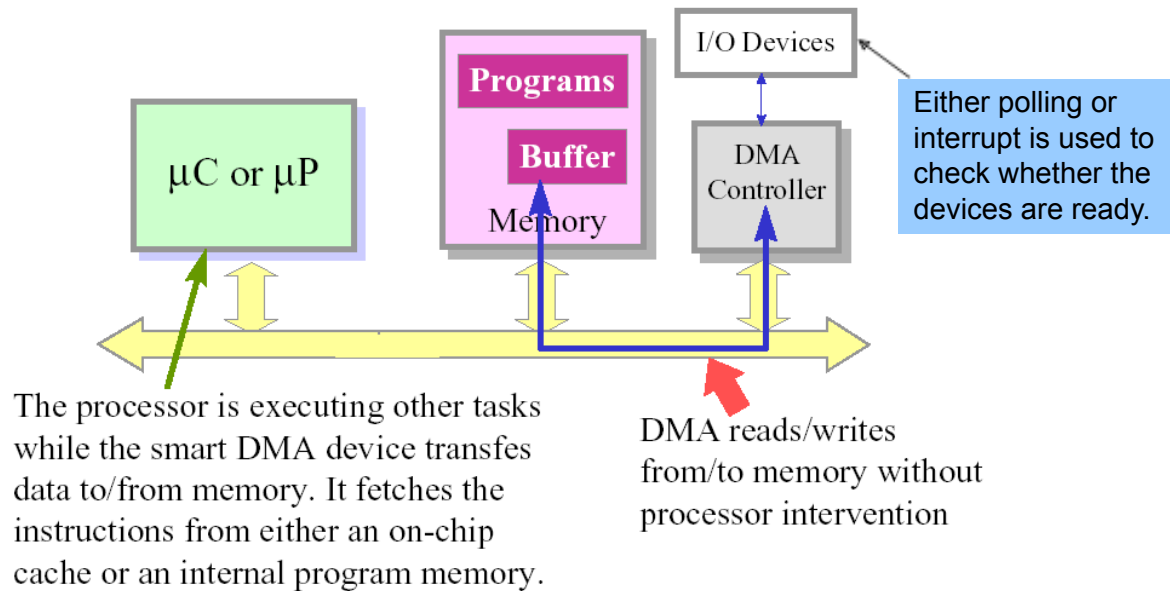 I/O Devices
Programs
Buffer
Memory
μC or μP
DMA
Controller
Either polling or
interrupt is used to
check whether the
devices are ready.
The processor is executing other tasks
while the smart DMA device transfes
data to/from memory. It fetches the
instructions from either an on-chip
cache or an internal program memory.
DMA reads/writes
from/to memory without
processor intervention